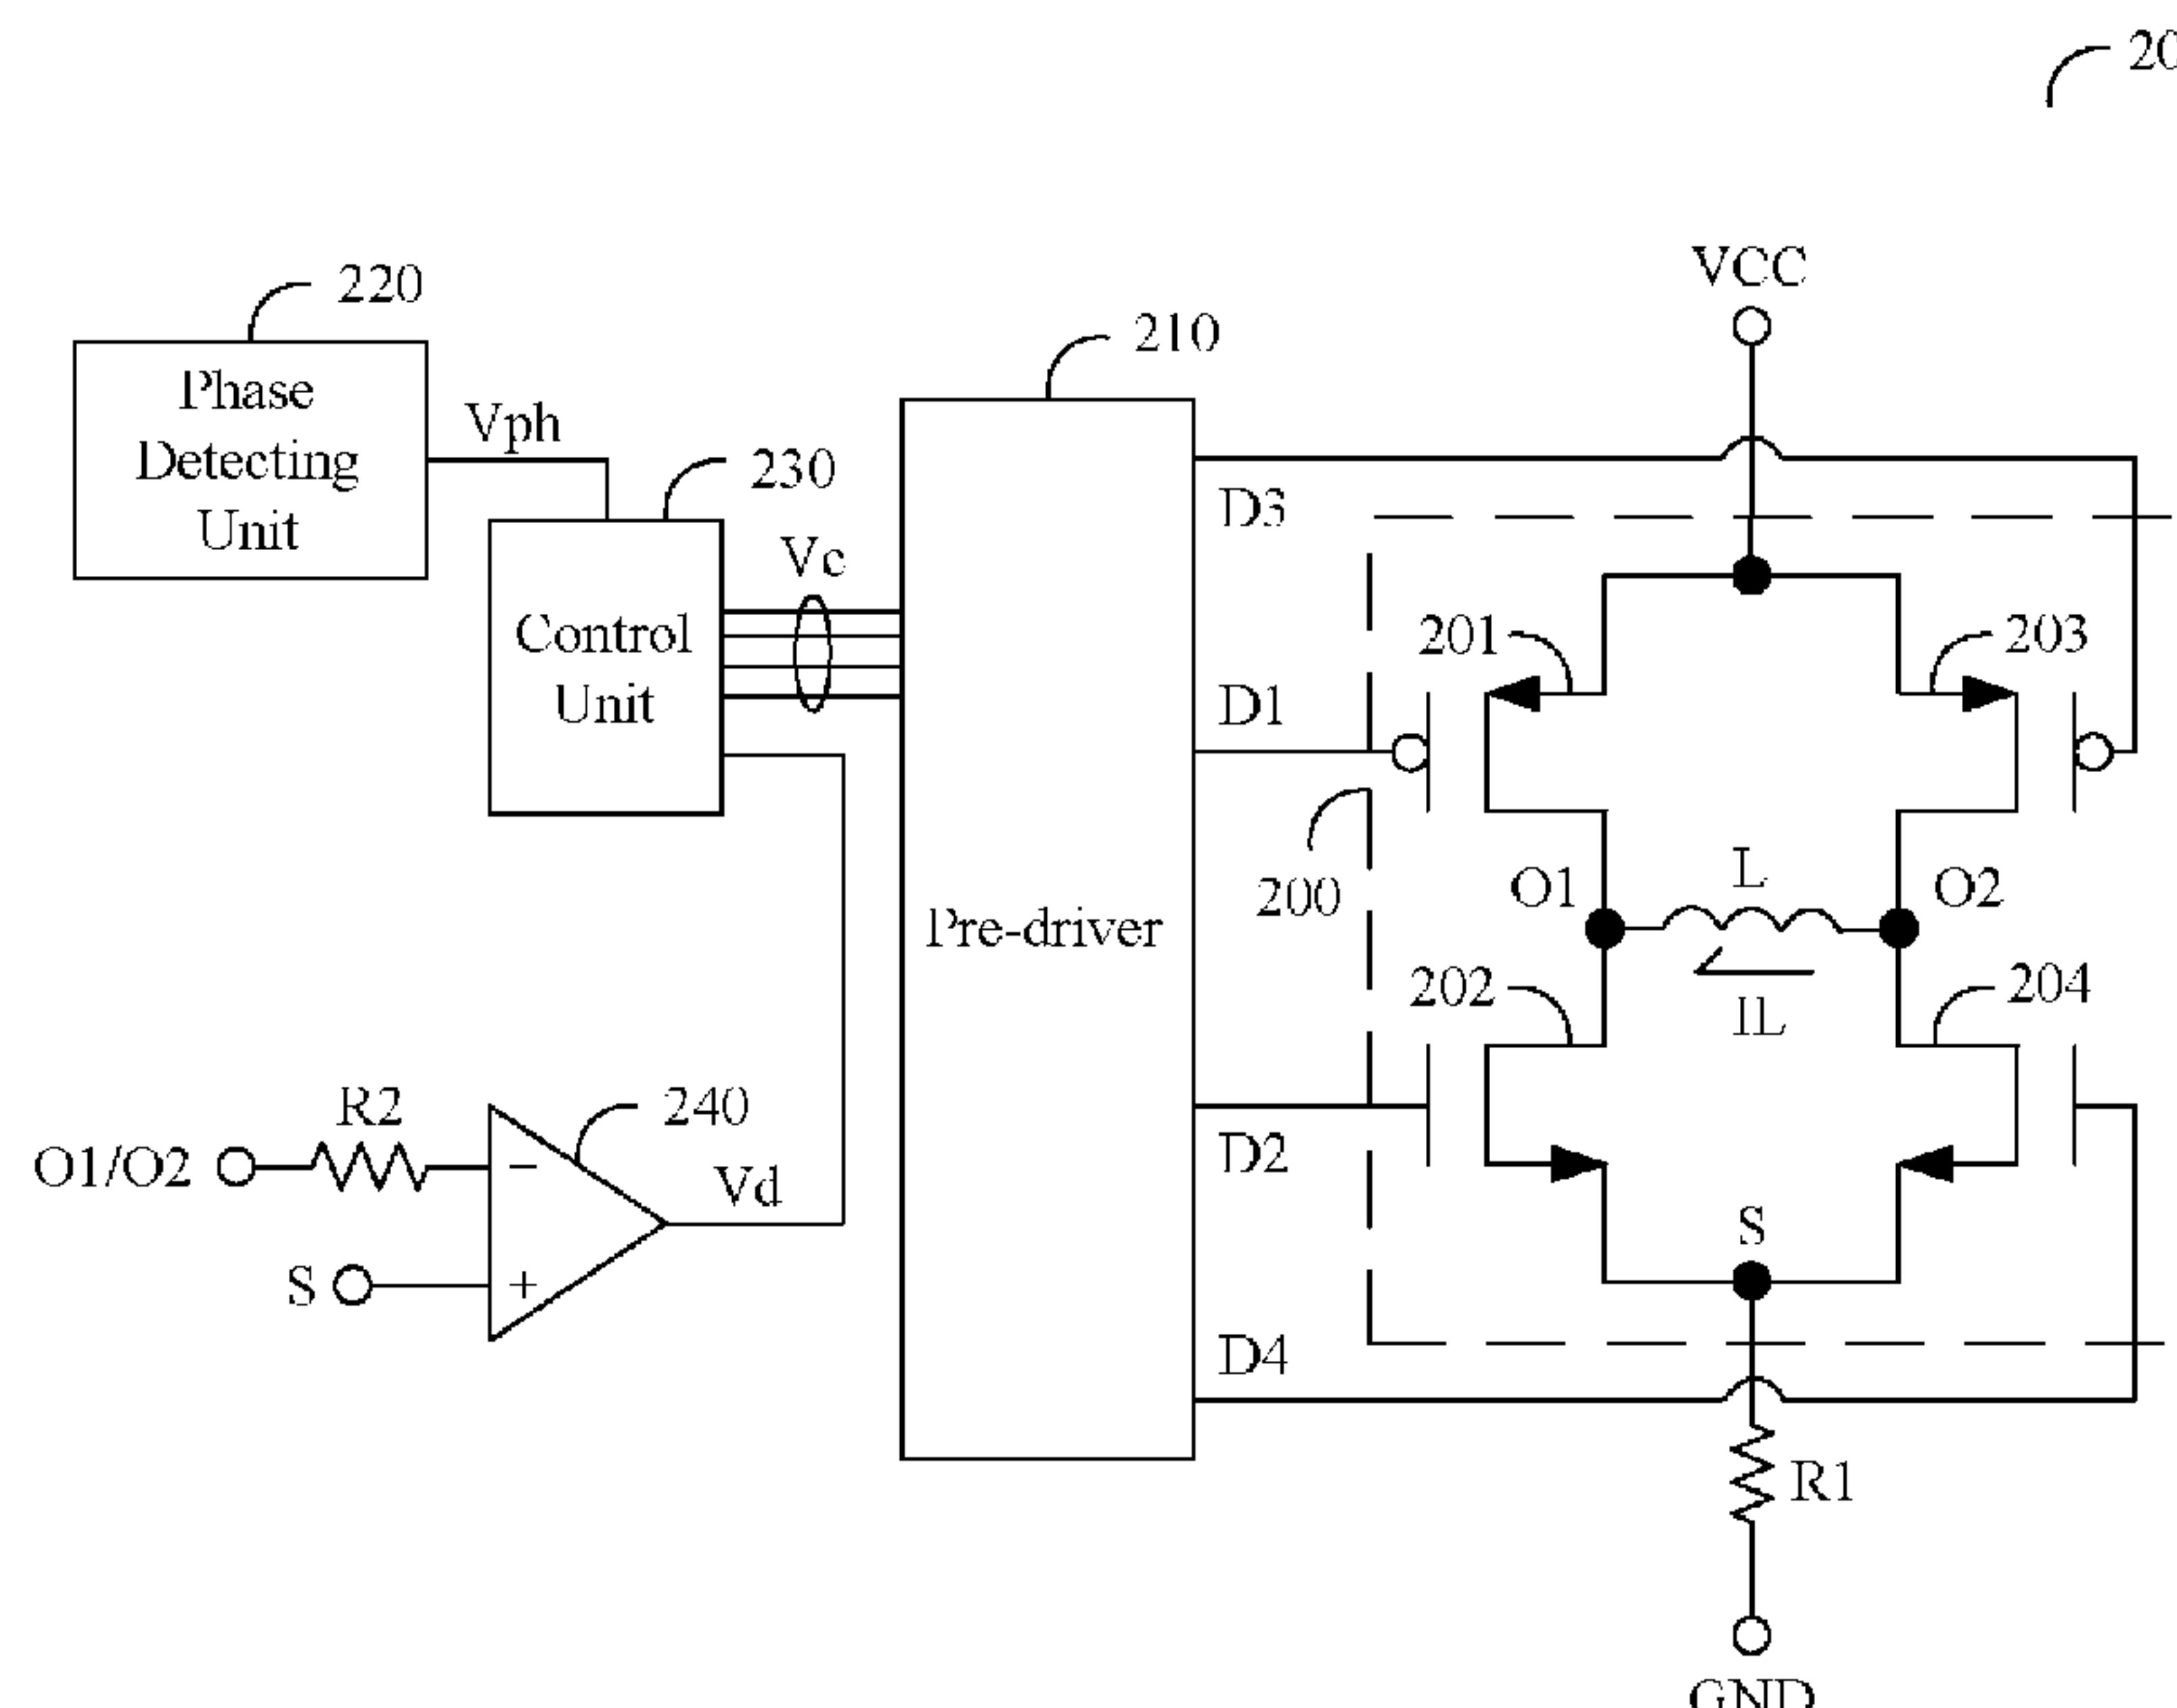 20
VCC
220
210
Phase
Detecting
Unit
Vph
230
D3
Vc
Control
Unit
201
203
D1
200
O1
L
O2
Pre-driver
202
IL
204
R2
240
O1/O2
−
Vd
D2
S
S
+
D4
R1
GND